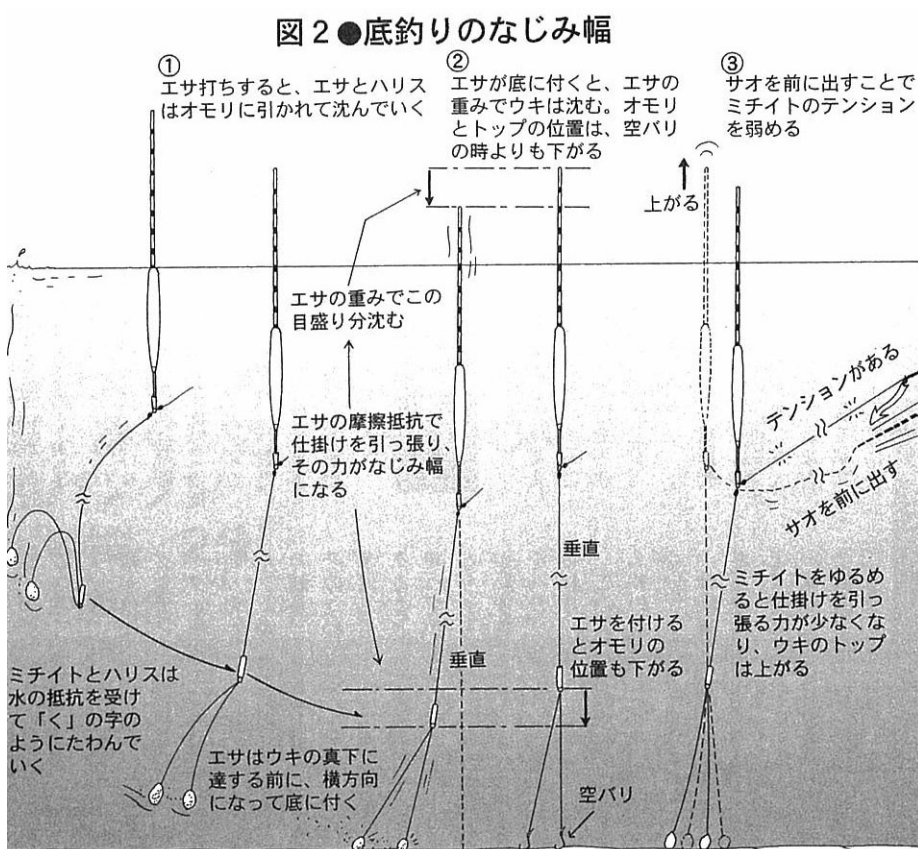 図2●底釣りのなじみ幅
①
エサ打ちすると、エサとハリス
はオモリに引かれて沈んでいく
②
エサが底に付くと、エサの
重みでウキは沈む。オモリ
とトップの位置は、空バリ
の時よりも下がる
③
サオを前に出すことで
ミチイトのテンション
を弱める
上がる
エサの重みでこの
目盛り分沈む
エサの摩擦抵抗で
仕掛けを引っ張り、
その力がなじみ幅
になる
テンションがある
サオを前に出す
垂直
垂直
エサを付ける
とオモリの
位置も下がる
ミチイトをゆるめ
ると仕掛けを引っ
張る力が少なくな
り、ウキのトップ
は上がる
ミチイトとハリスは
水の抵抗を受け
て「く」の字の
ようにたわんで
いく
エサはウキの真下に
達する前に、横方向
になって底に付く
空バリ